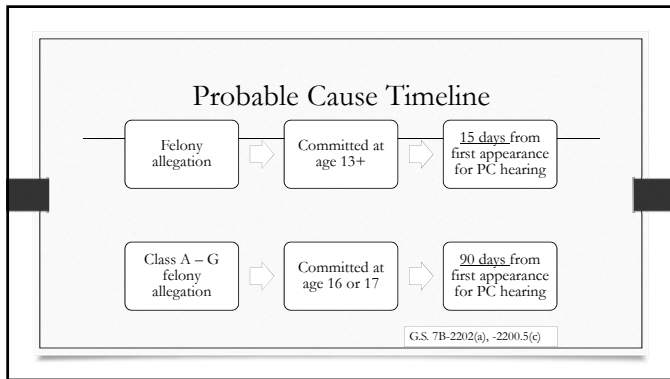 Probable Cause Timeline
Felony
allegation
Committed at
age 13+
15 days from
first appearance
for PC hearing
Class A – G
felony
allegation
Committed at
age 16 or 17
90 days from
first appearance
for PC hearing
G.S. 7B-2202(a), -2200.5(c)